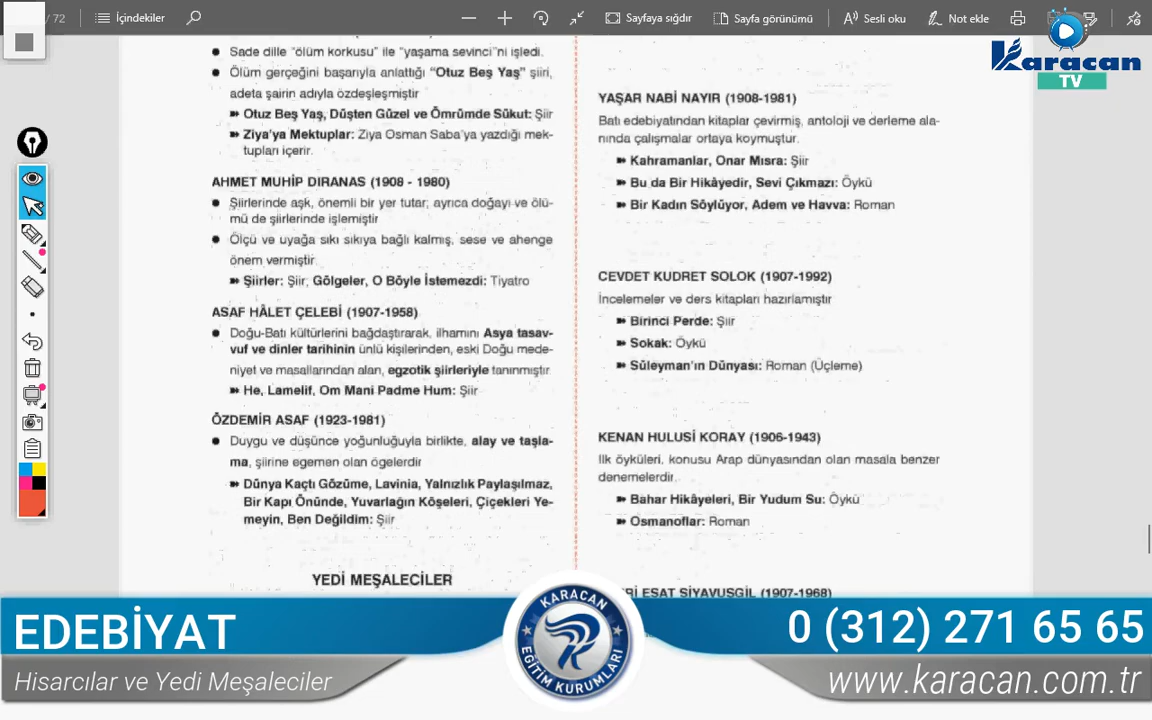 / 72
İçindekiler
Sayfaya sığdır
Sayfa görünümü
Sesli oku
Not ekle
Karacan
TV
● Sade dille "ölüm korkusu" ile "yaşama sevinci"ni işledi.
● Ölüm gerçeğini başarıyla anlattığı "Otuz Beş Yaş" şiiri,
adeta şairin adıyla özdeşleşmiştir
➽ Otuz Beş Yaş, Düşten Güzel ve Ömrümde Sükut: Şiir
➽ Ziya'ya Mektuplar: Ziya Osman Saba'ya yazdığı mek-
tupları içerir.
AHMET MUHİP DIRANAS (1908 - 1980)
● Şiirlerinde aşk, önemli bir yer tutar; ayrıca doğayı ve ölü-
mü de şiirlerinde işlemiştir
● Ölçü ve uyağa sıkı sıkıya bağlı kalmış, sese ve ahenge
önem vermiştir
➽ Şiirler: Şiir; Gölgeler, O Böyle İstemezdi: Tiyatro
ASAF HÂLET ÇELEBİ (1907-1958)
● Doğu-Batı kültürlerini bağdaştırarak, ilhamını Asya tasav-
vuf ve dinler tarihinin ünlü kişilerinden, eski Doğu mede-
niyet ve masallarından alan, egzotik şiirleriyle tanınmıştır
➽ He, Lamelif, Om Mani Padme Hum: Şiir
ÖZDEMİR ASAF (1923-1981)
● Duygu ve düşünce yoğunluğuyla birlikte, alay ve taşla-
ma, şiirine egemen olan ögelerdir
➽ Dünya Kaçtı Gözüme, Lavinia, Yalnızlık Paylaşılmaz,
Bir Kapı Önünde, Yuvarlağın Köşeleri, Çiçekleri Ye-
meyin, Ben Değildim: Şiir
YEDİ MEŞALECİLER
YAŞAR NABİ NAYIR (1908-1981)
Batı edebiyatından kitaplar çevirmiş, antoloji ve derleme ala-
nında çalışmalar ortaya koymuştur.
➽ Kahramanlar, Onar Mısra: Şiir
➽ Bu da Bir Hikâyedir, Sevi Çıkmazı: Öykü
➽ Bir Kadın Söylüyor, Adem ve Havva: Roman
CEVDET KUDRET SOLOK (1907-1992)
İncelemeler ve ders kitapları hazırlamıştır
➽ Birinci Perde: Şiir
➽ Sokak: Öykü
➽ Süleyman'ın Dünyası: Roman (Üçleme)
KENAN HULUSİ KORAY (1906-1943)
Ilk öyküleri, konusu Arap dünyasından olan masala benzer
denemelerdir.
➽ Bahar Hikâyeleri, Bir Yudum Su: Öykü
➽ Osmanoflar: Roman
ESAT SİYAVUŞGİL (1907-1968)
EDEBİYAT
Hisarcılar ve Yedi Meşaleciler
KARACAN
EĞİTİM KURUMLARI
0 (312) 271 65 65
www.karacan.com.tr